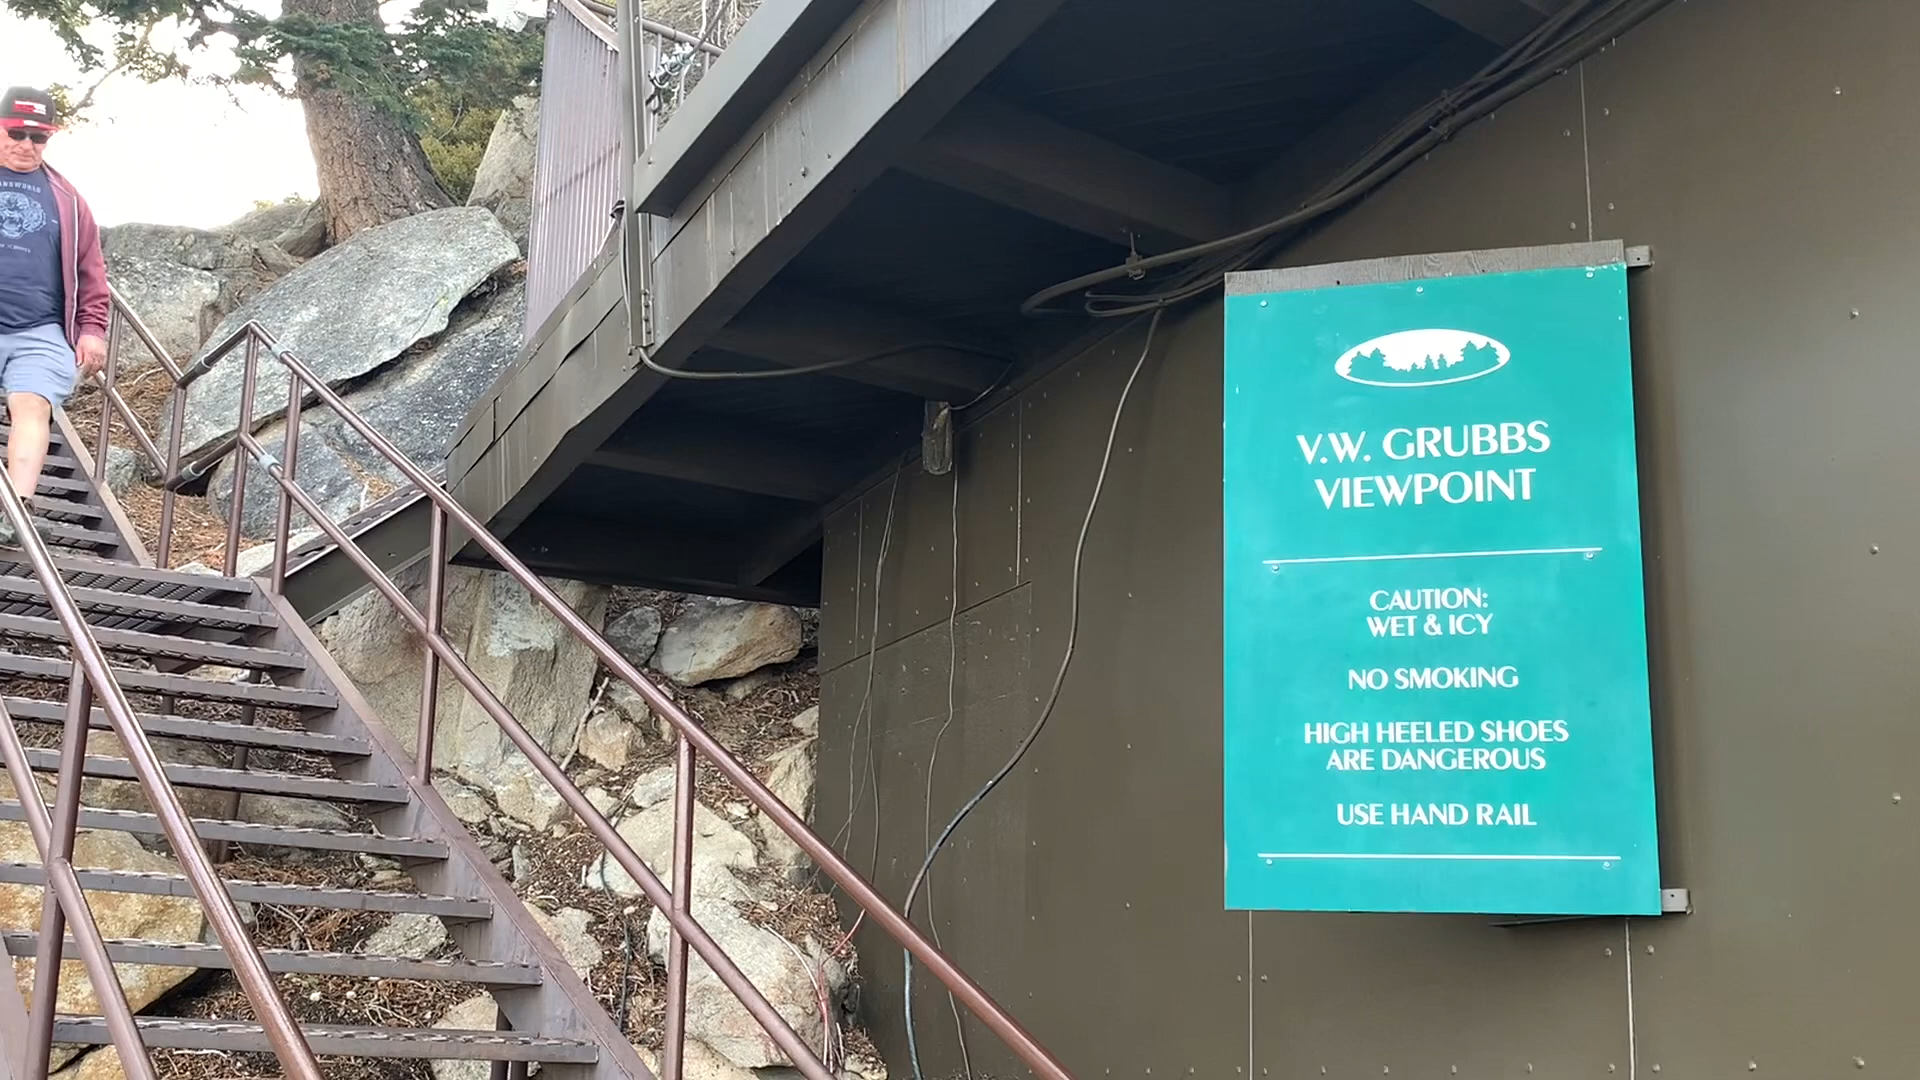 V.W. GRUBBS
VIEWPOINT
CAUTION:
WET & ICY
NO SMOKING
HIGH HEELED SHOES
ARE DANGEROUS
USE HAND RAIL